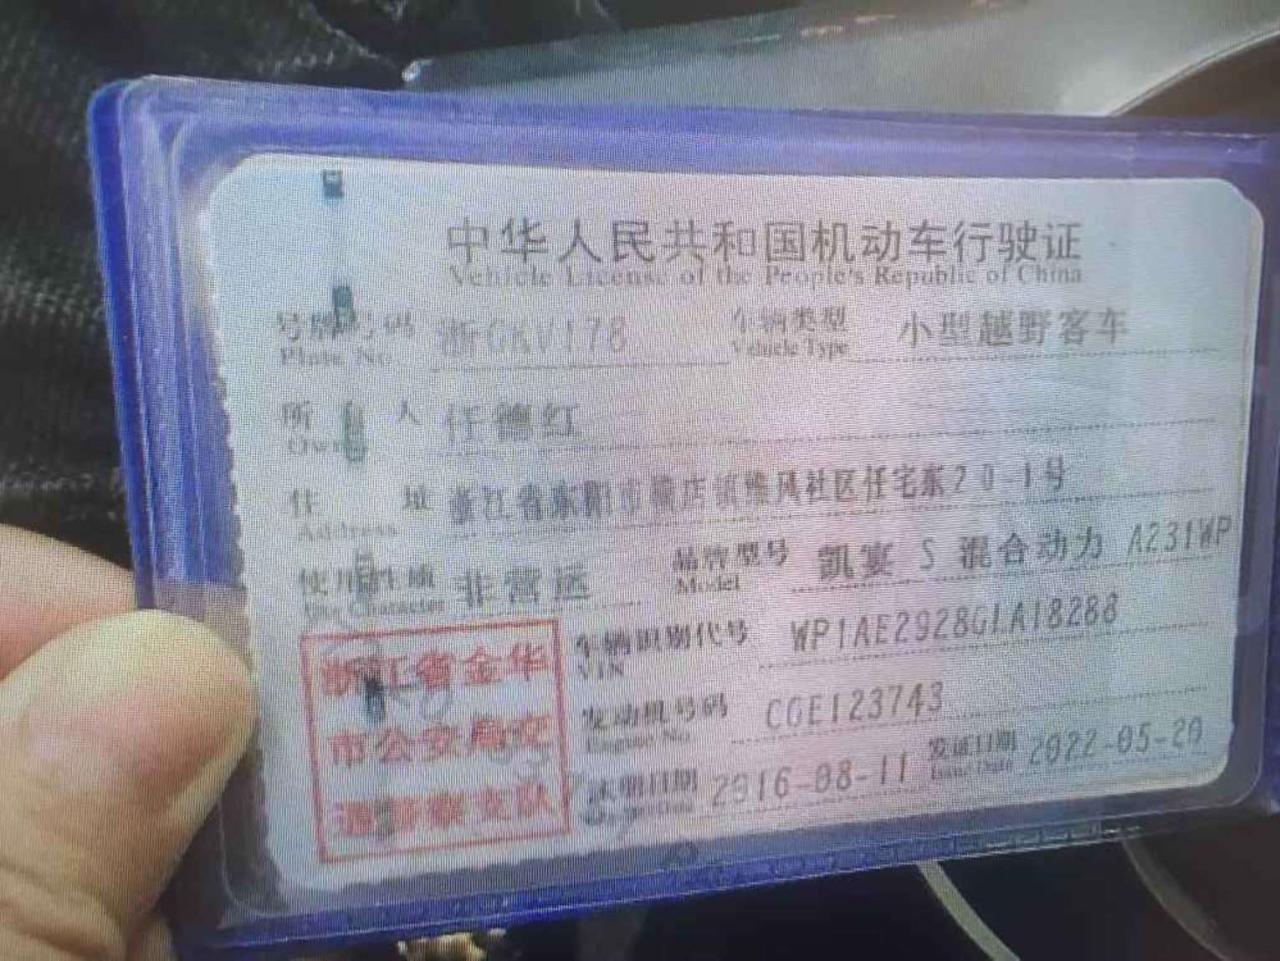 中华人民共和国机动车行驶证
Vehicle License of the People's Republic of China
号牌号码 浙GKV178 车辆类型 小型越野客车
Plate No. Vehicle Type
所 人 任德红
Owner
住 址 浙江省东阳市横店镇雅风社区任宅东20-1号
Address
使用性质 非营运 品牌型号 凯宴 S 混合动力 A231WP
Use Character Model
车辆识别代号 WP1AE2928GLA18288
VIN
浙江省金华
市公安局交
通警察支队
发动机号码 CGE123743
Engine No.
注册日期 2016-08-11 发证日期 2022-05-20
Issue Date